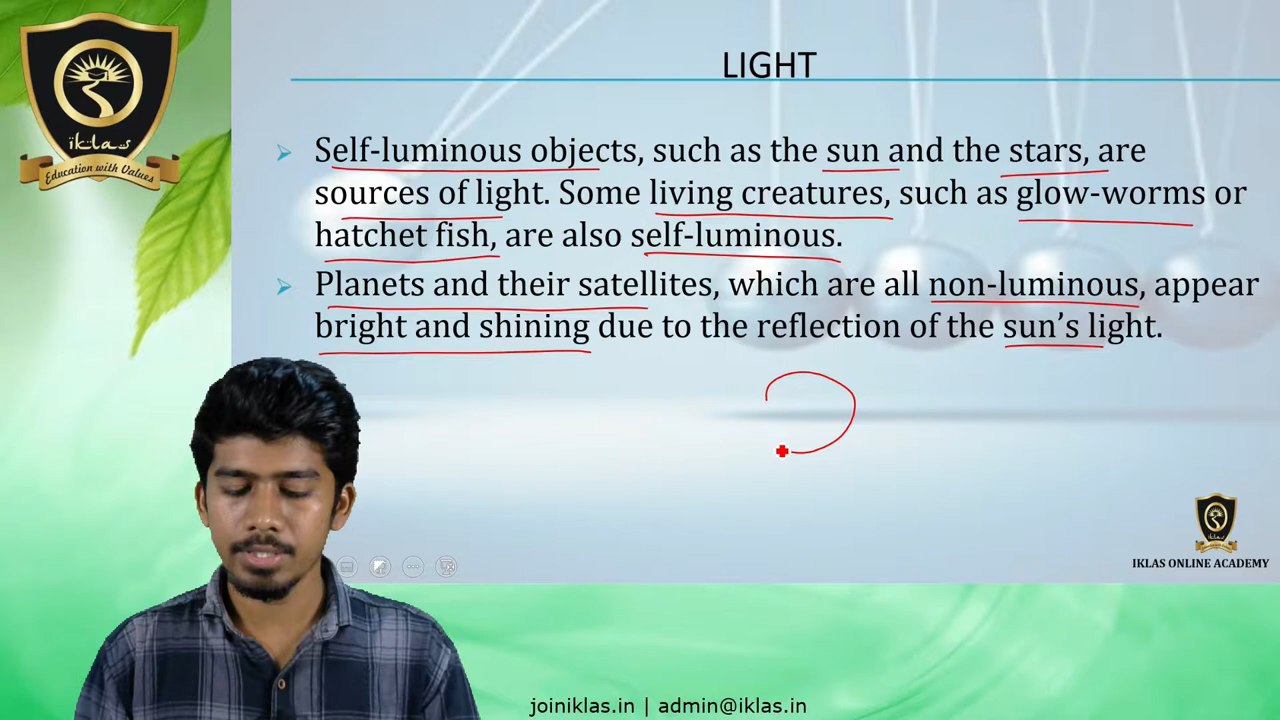 iklas
Education with Values
LIGHT
Self-luminous objects, such as the sun and the stars, are
sources of light. Some living creatures, such as glow-worms or
hatchet fish, are also self-luminous.
Planets and their satellites, which are all non-luminous, appear
bright and shining due to the reflection of the sun’s light.
IKLAS ONLINE ACADEMY
joiniklas.in | admin@iklas.in